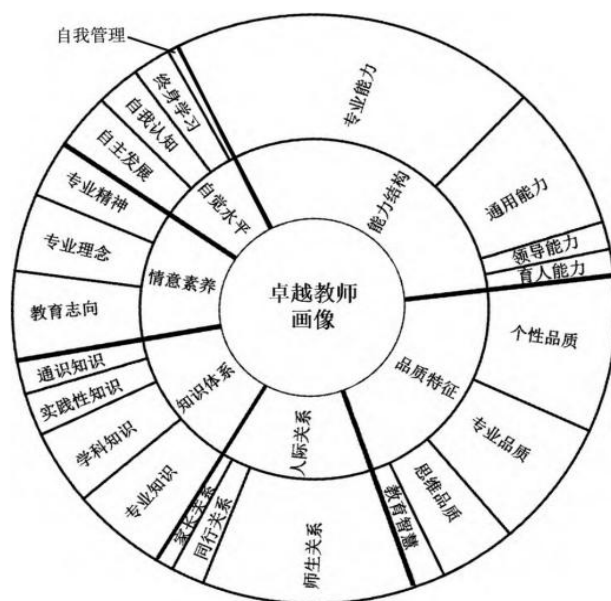 自我管理
终身学习
自我认知
自主发展
专业精神
专业理念
教育志向
通识知识
实践性知识
学科知识
专业知识
家长关系
同行关系
师生关系
教育智慧
思维品质
专业品质
个性品质
育人能力
领导能力
通用能力
专业能力
自觉水平
能力结构
情意素养
知识体系
人际关系
品质特征
卓越教师
画像